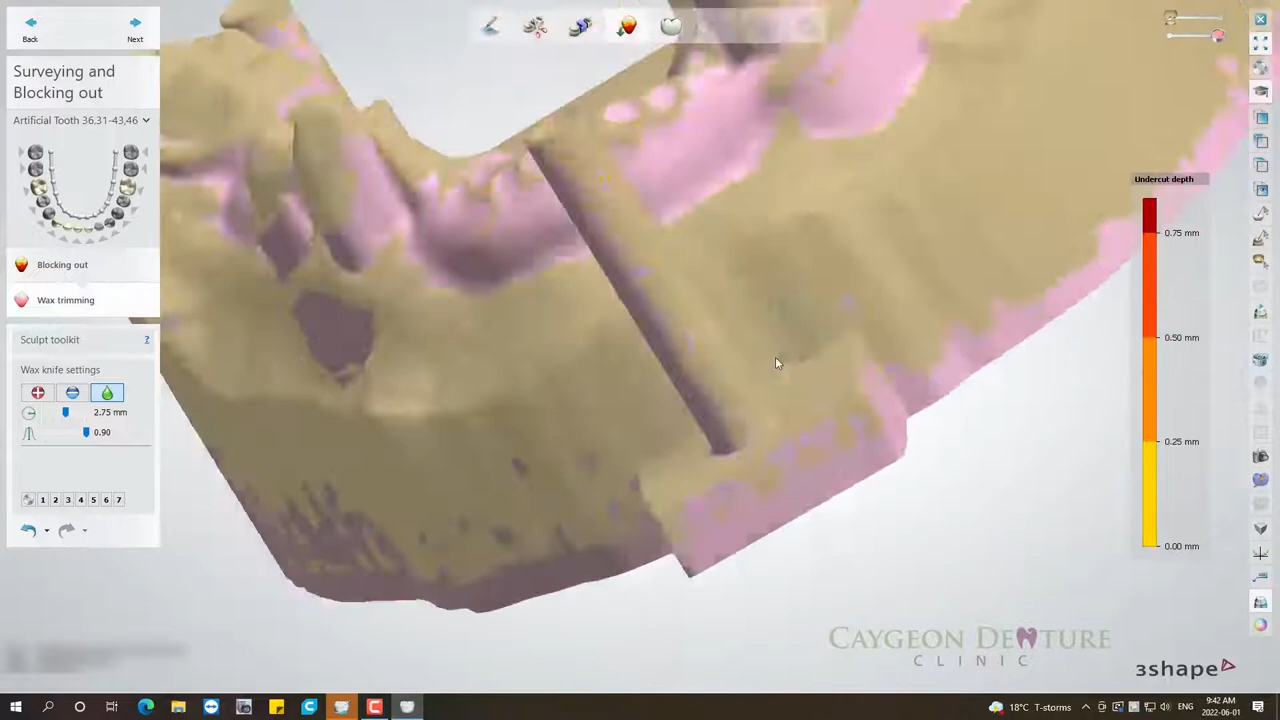 Back
Next
Surveying and
Blocking out
Artificial Tooth 36,31-43,46
Blocking out
Wax trimming
Sculpt toolkit
?
Wax knife settings
2.75 mm
0.90
1 2 3 4 5 6 7
Undercut depth
0.75 mm
0.50 mm
0.25 mm
0.00 mm
CAYGEON DENTURE
CLINIC
3shape
18°C T-storms
ENG
9:42 AM
2022-06-01